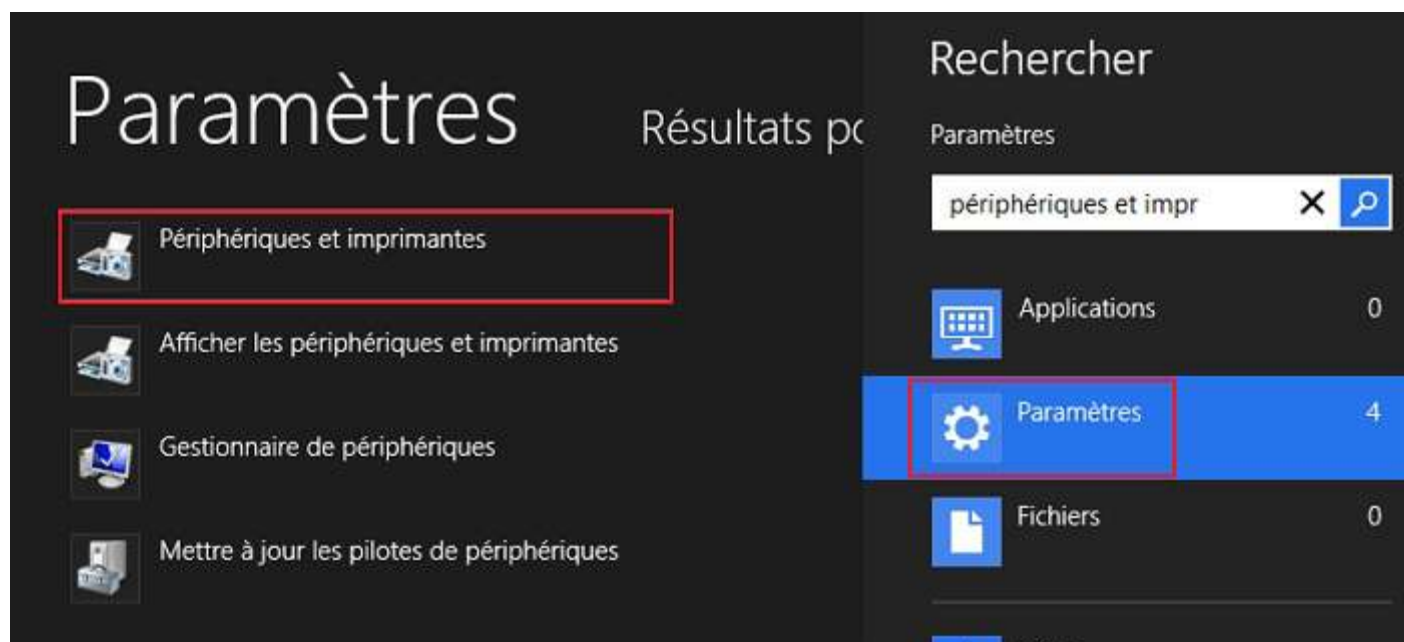 Paramètres
Résultats po
Périphériques et imprimantes
Afficher les périphériques et imprimantes
Gestionnaire de périphériques
Mettre à jour les pilotes de périphériques
Rechercher
Paramètres
périphériques et impr
Applications 0
Paramètres 4
Fichiers 0